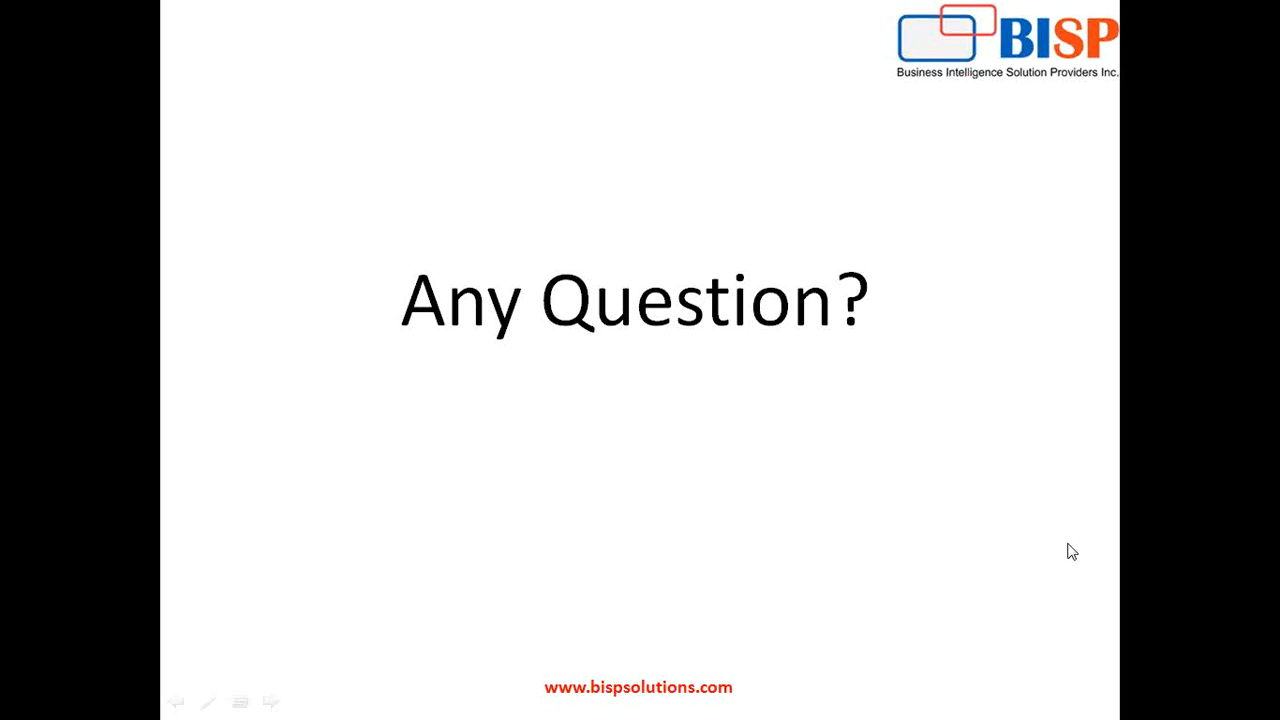 BISP
Business Intelligence Solution Providers Inc.
Any Question?
www.bispsolutions.com